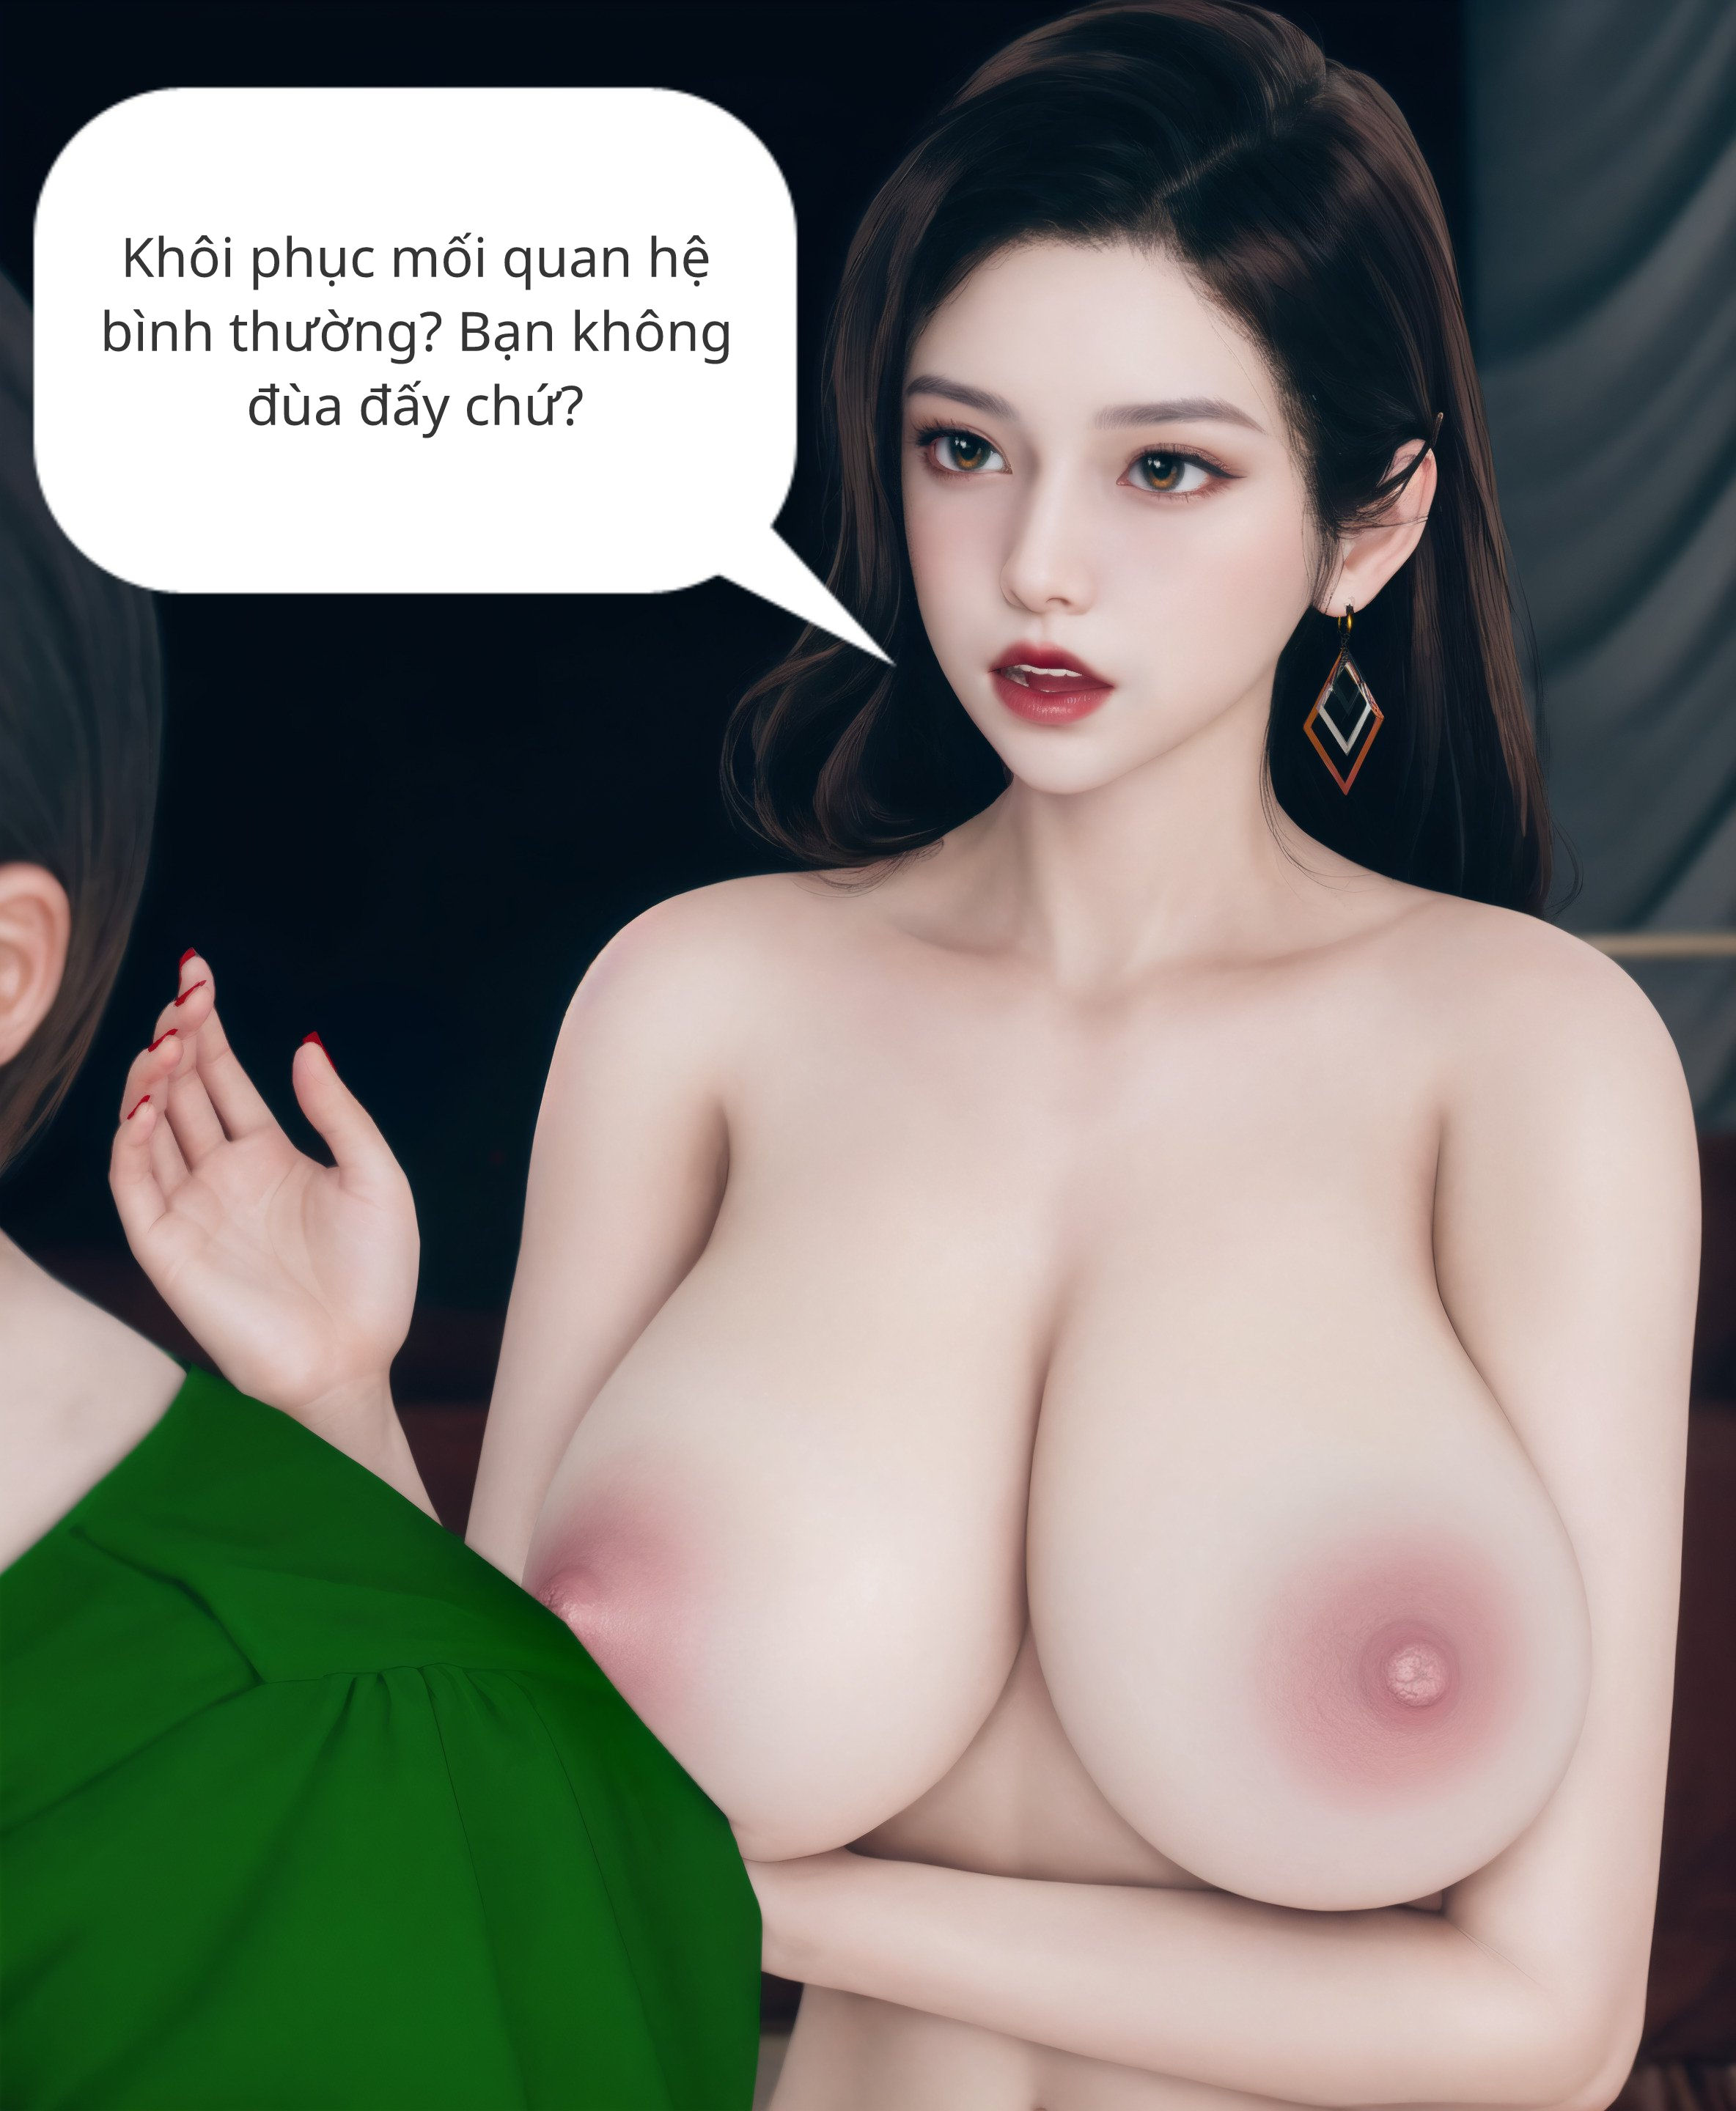 Khôi phục mối quan hệ
bình thường? Bạn không
đùa đấy chứ?